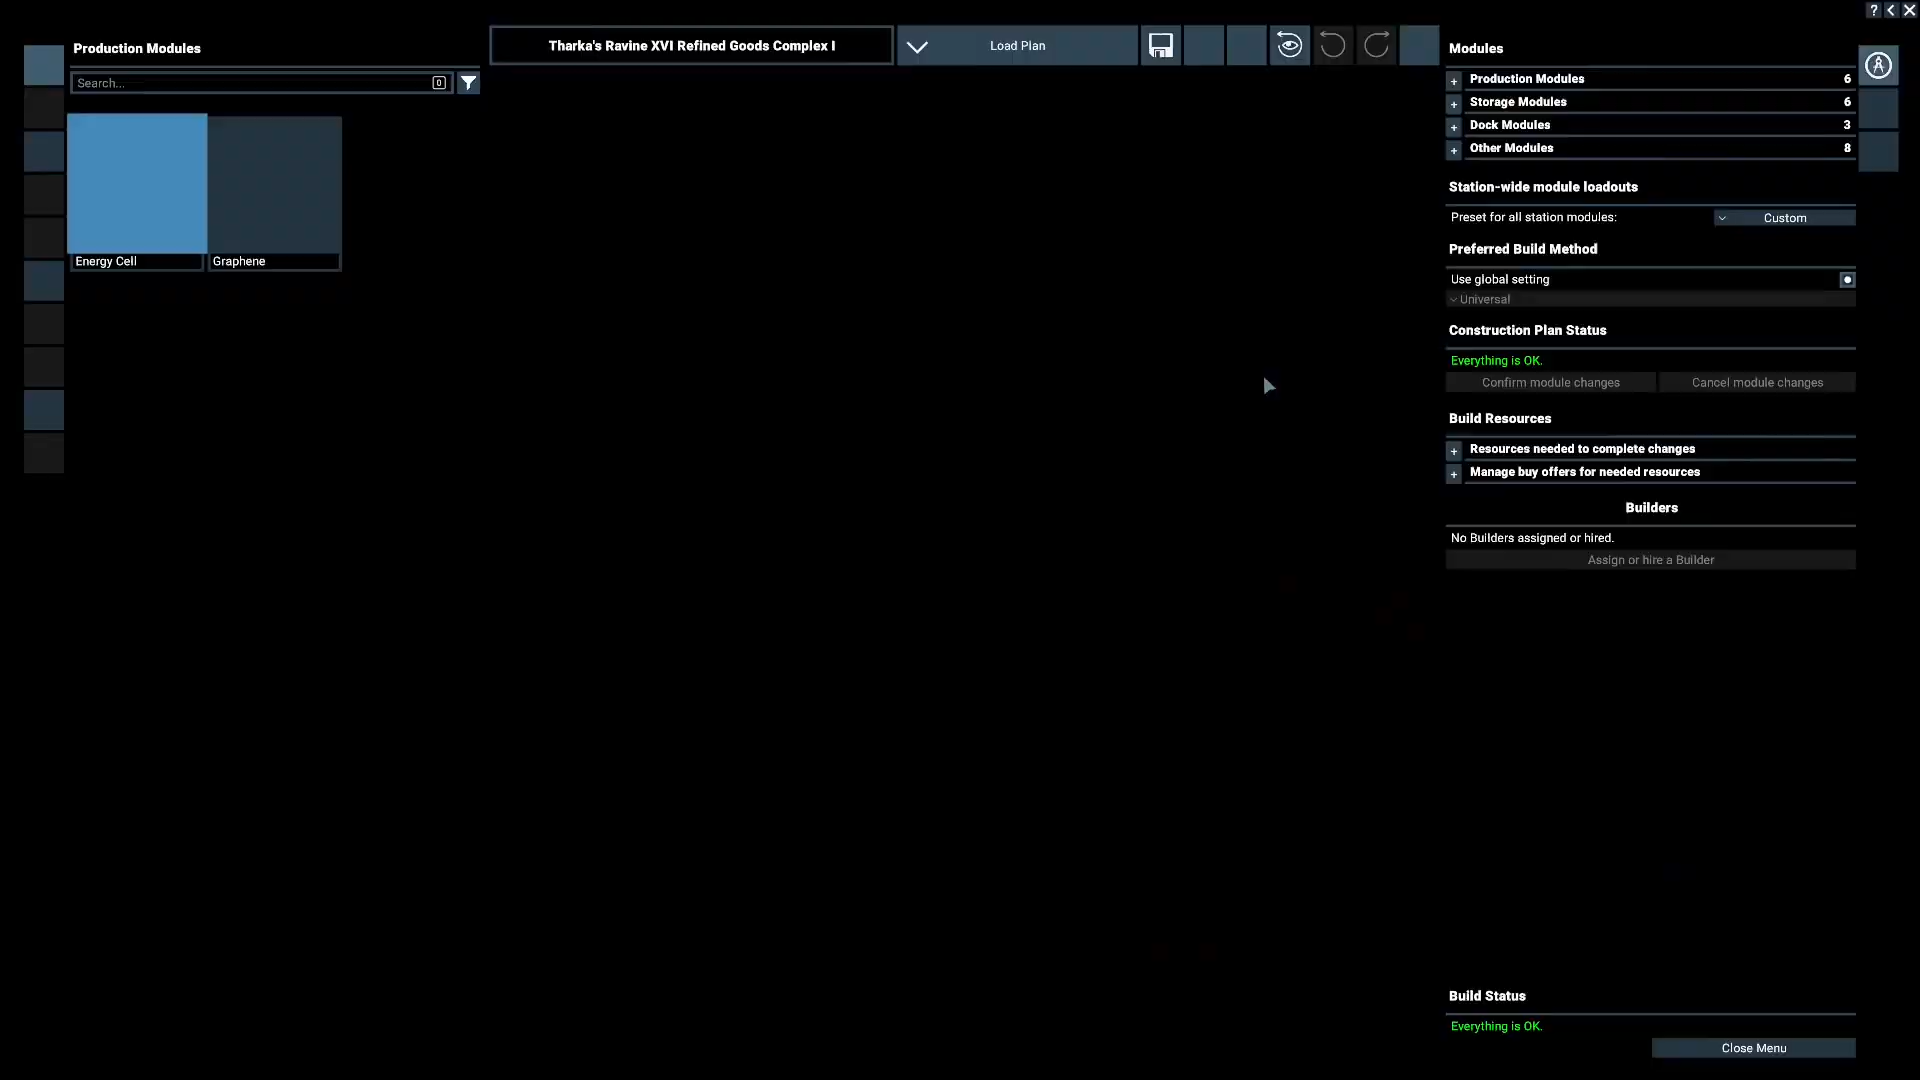 ?
Production Modules
Search...
0
Energy Cell
Graphene
Tharka's Ravine XVI Refined Goods Complex I
Load Plan
Modules
+ Production Modules 6
+ Storage Modules 6
+ Dock Modules 3
+ Other Modules 8
Station-wide module loadouts
Preset for all station modules: Custom
Preferred Build Method
Use global setting
Universal
Construction Plan Status
Everything is OK.
Confirm module changes Cancel module changes
Build Resources
+ Resources needed to complete changes
+ Manage buy offers for needed resources
Builders
No Builders assigned or hired.
Assign or hire a Builder
Build Status
Everything is OK.
Close Menu